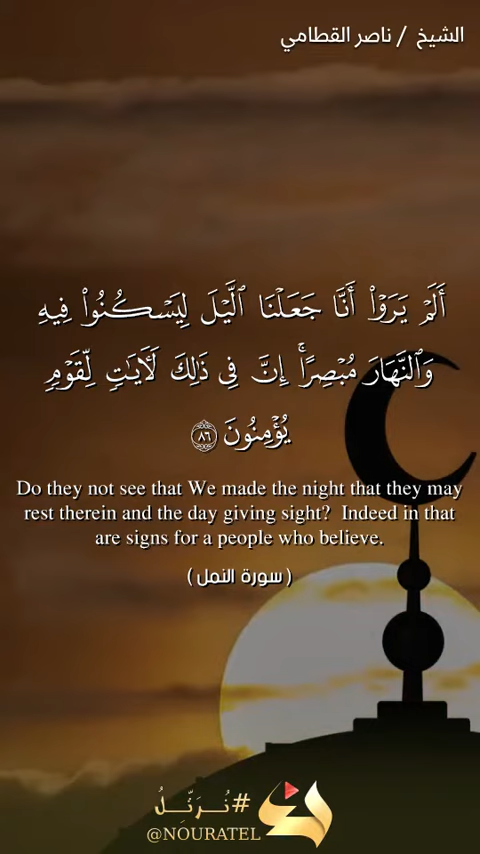 الشيخ / ناصر القطامي
أَلَمۡ يَرَوۡاْ أَنَّا جَعَلۡنَا ٱلَّيۡلَ لِيَسۡكُنُواْ فِيهِ
وَٱلنَّهَارَ مُبۡصِرًاۚ إِنَّ فِي ذَٰلِكَ لَأٓيَٰتٖ لِّقَوۡمٖ
يُؤۡمِنُونَ ٨٦
Do they not see that We made the night that they may
rest therein and the day giving sight? Indeed in that
are signs for a people who believe.
( سورة النمل )
#نُرَتِّلُ
@NOURATEL